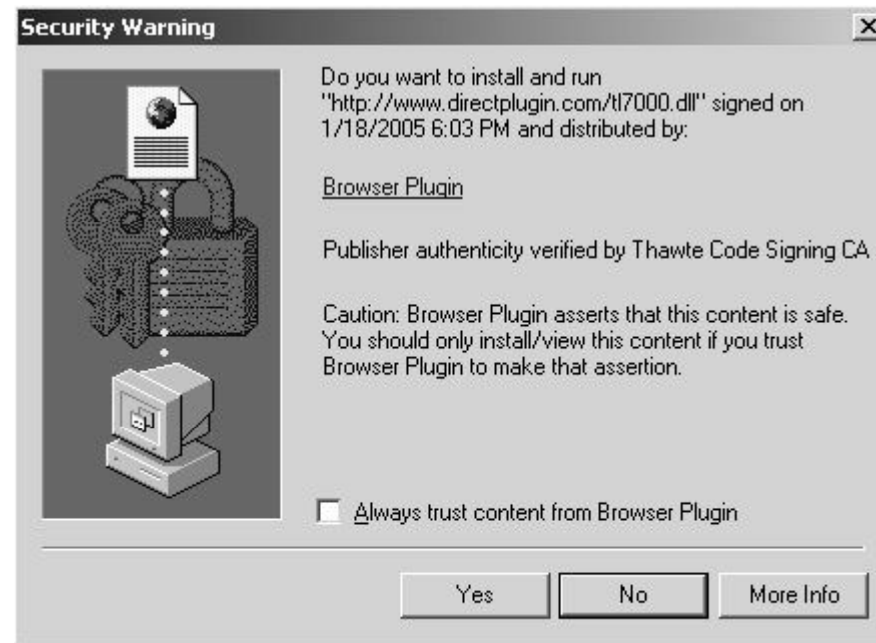 Security Warning
Do you want to install and run
"http://www.directplugin.com/tl7000.dll" signed on
1/18/2005 6:03 PM and distributed by:
Browser Plugin
Publisher authenticity verified by Thawte Code Signing CA
Caution: Browser Plugin asserts that this content is safe.
You should only install/view this content if you trust
Browser Plugin to make that assertion.
Always trust content from Browser Plugin
Yes
No
More Info